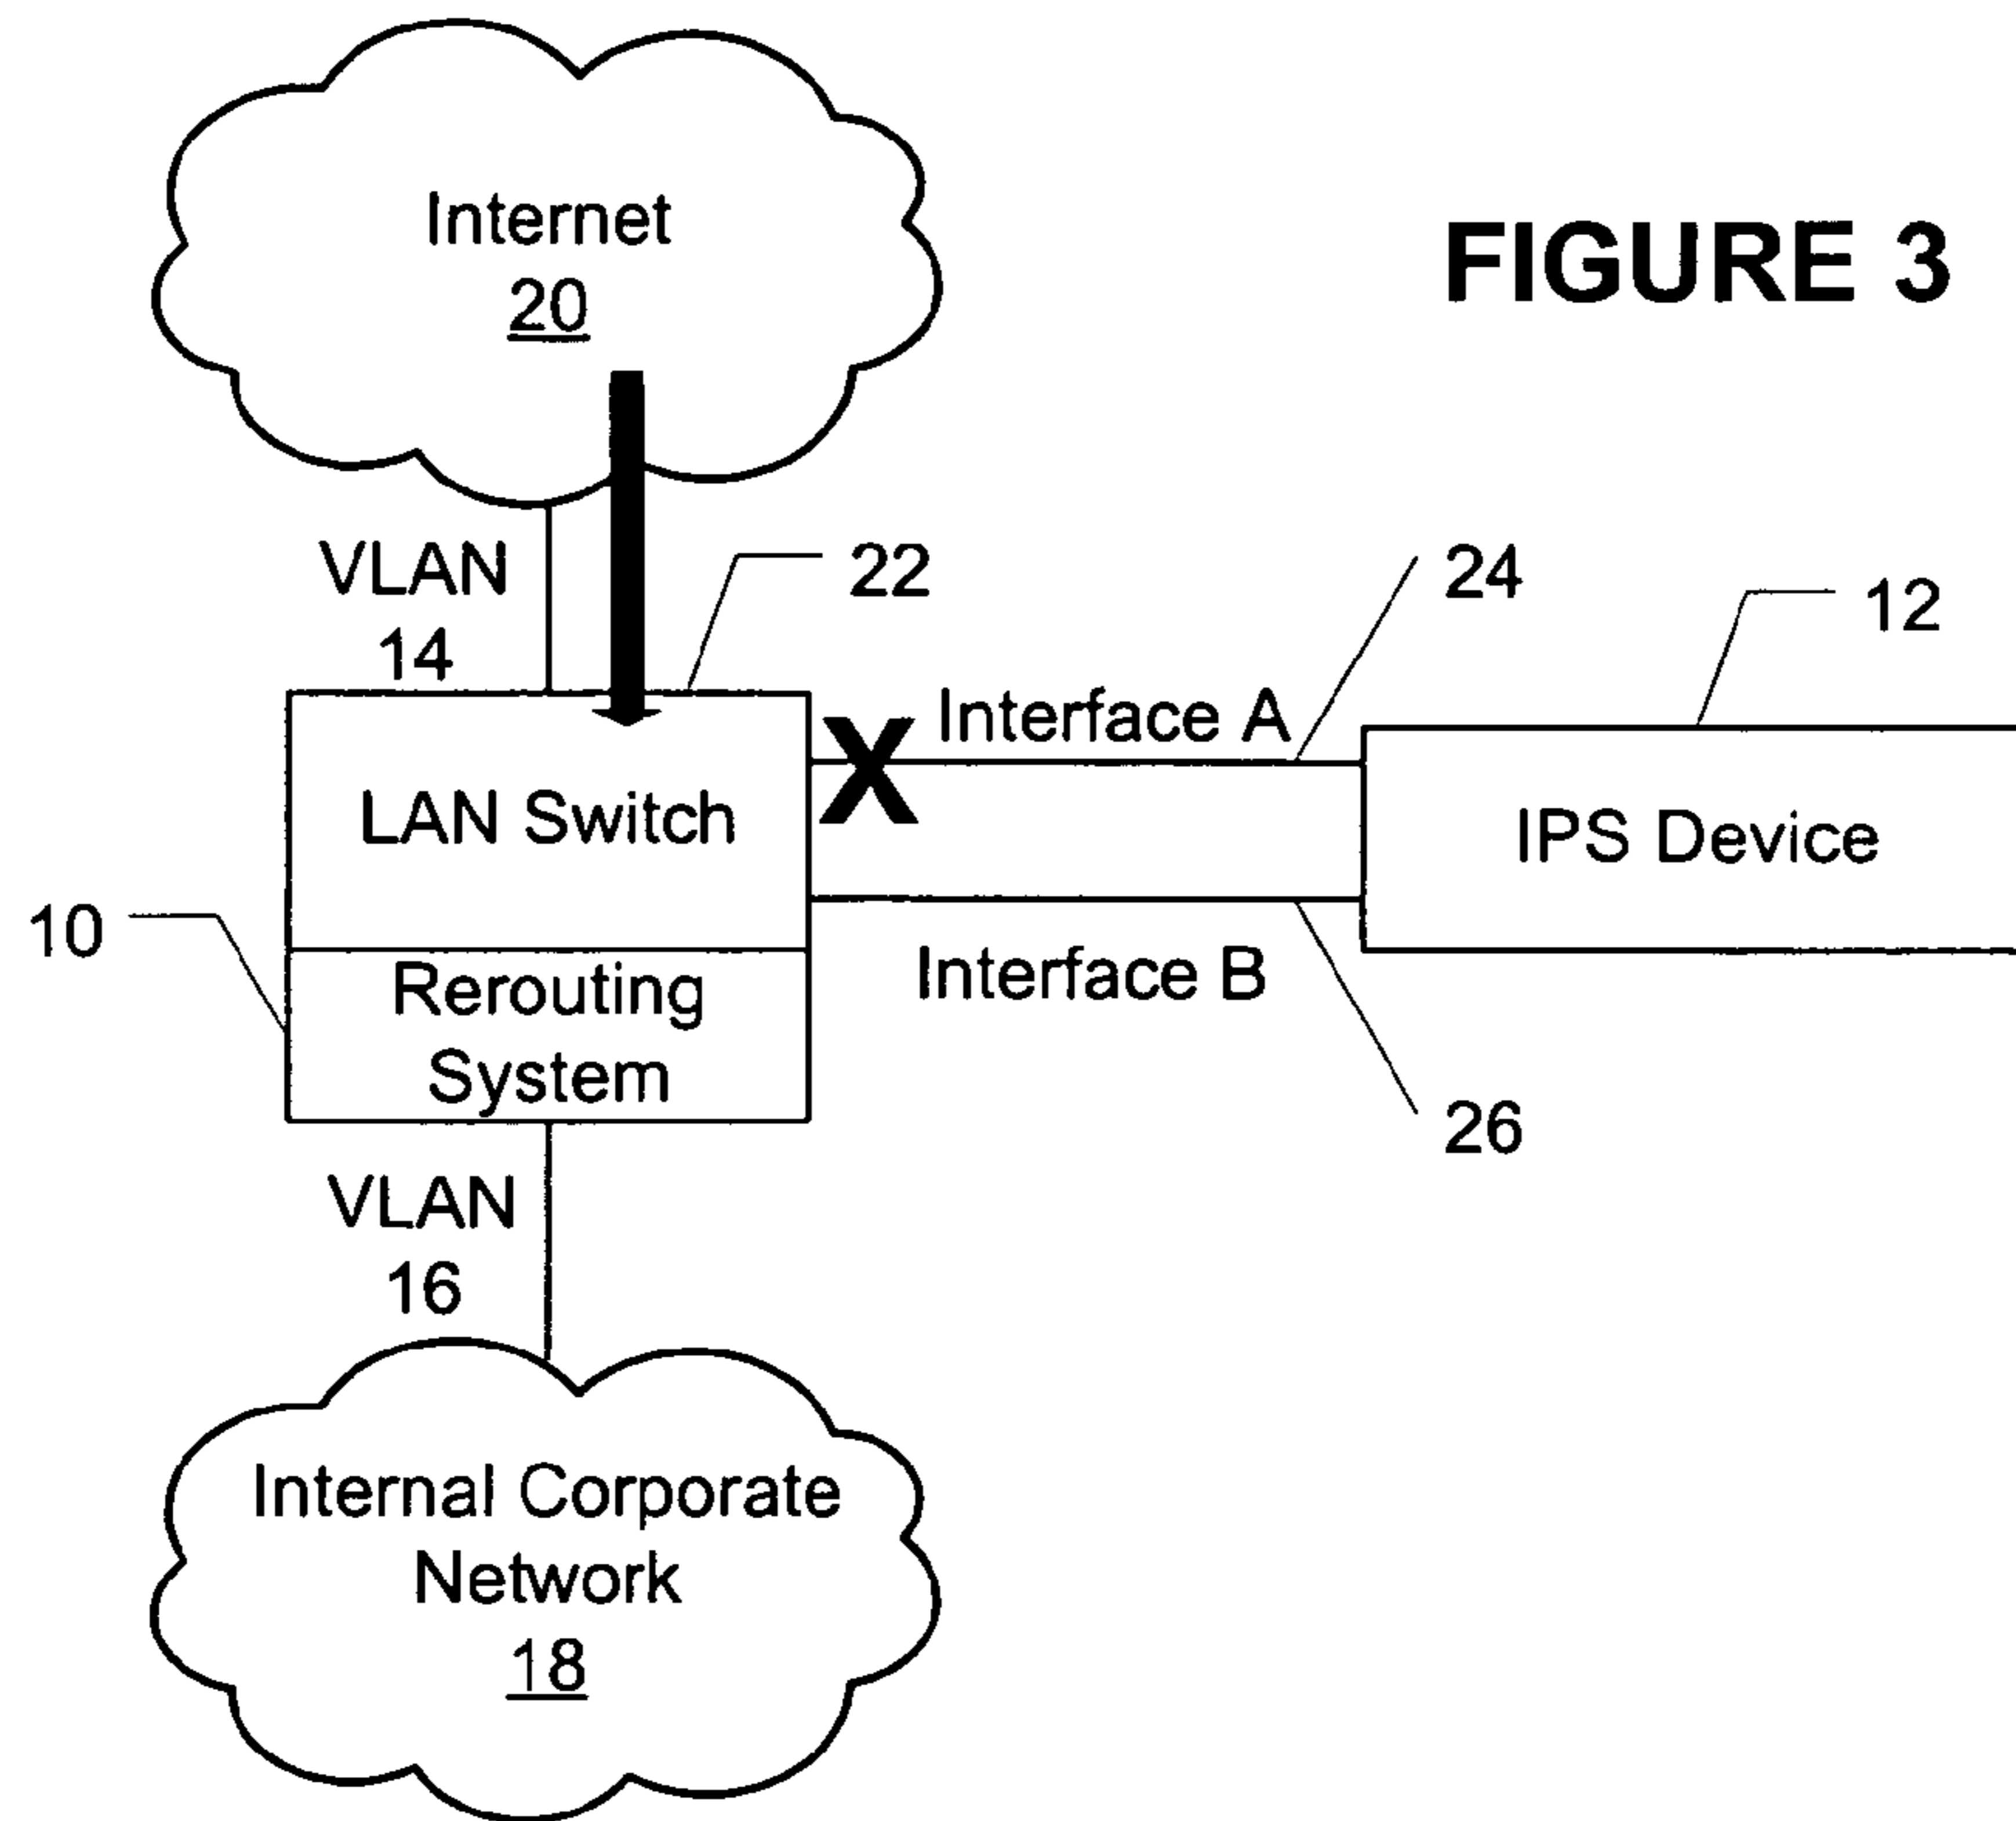 Internet
20
FIGURE 3
VLAN
14
22
24
12
Interface A
LAN Switch
IPS Device
10
Interface B
Rerouting
System
26
VLAN
16
Internal Corporate
Network
18
X